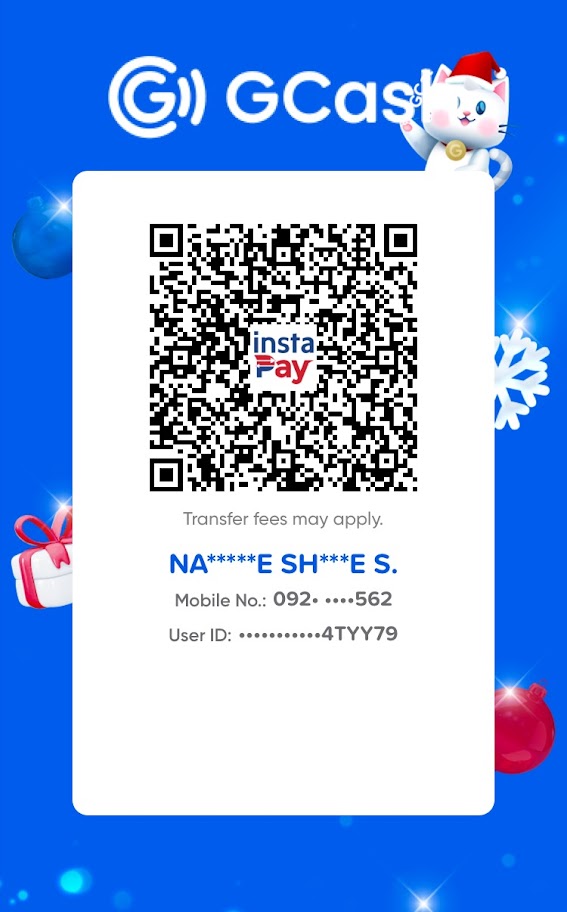 GCash
insta
Pay
Transfer fees may apply.
NA*****E SH***E S.
Mobile No.: 092• ••••562
User ID: •••••••••••4TYY79